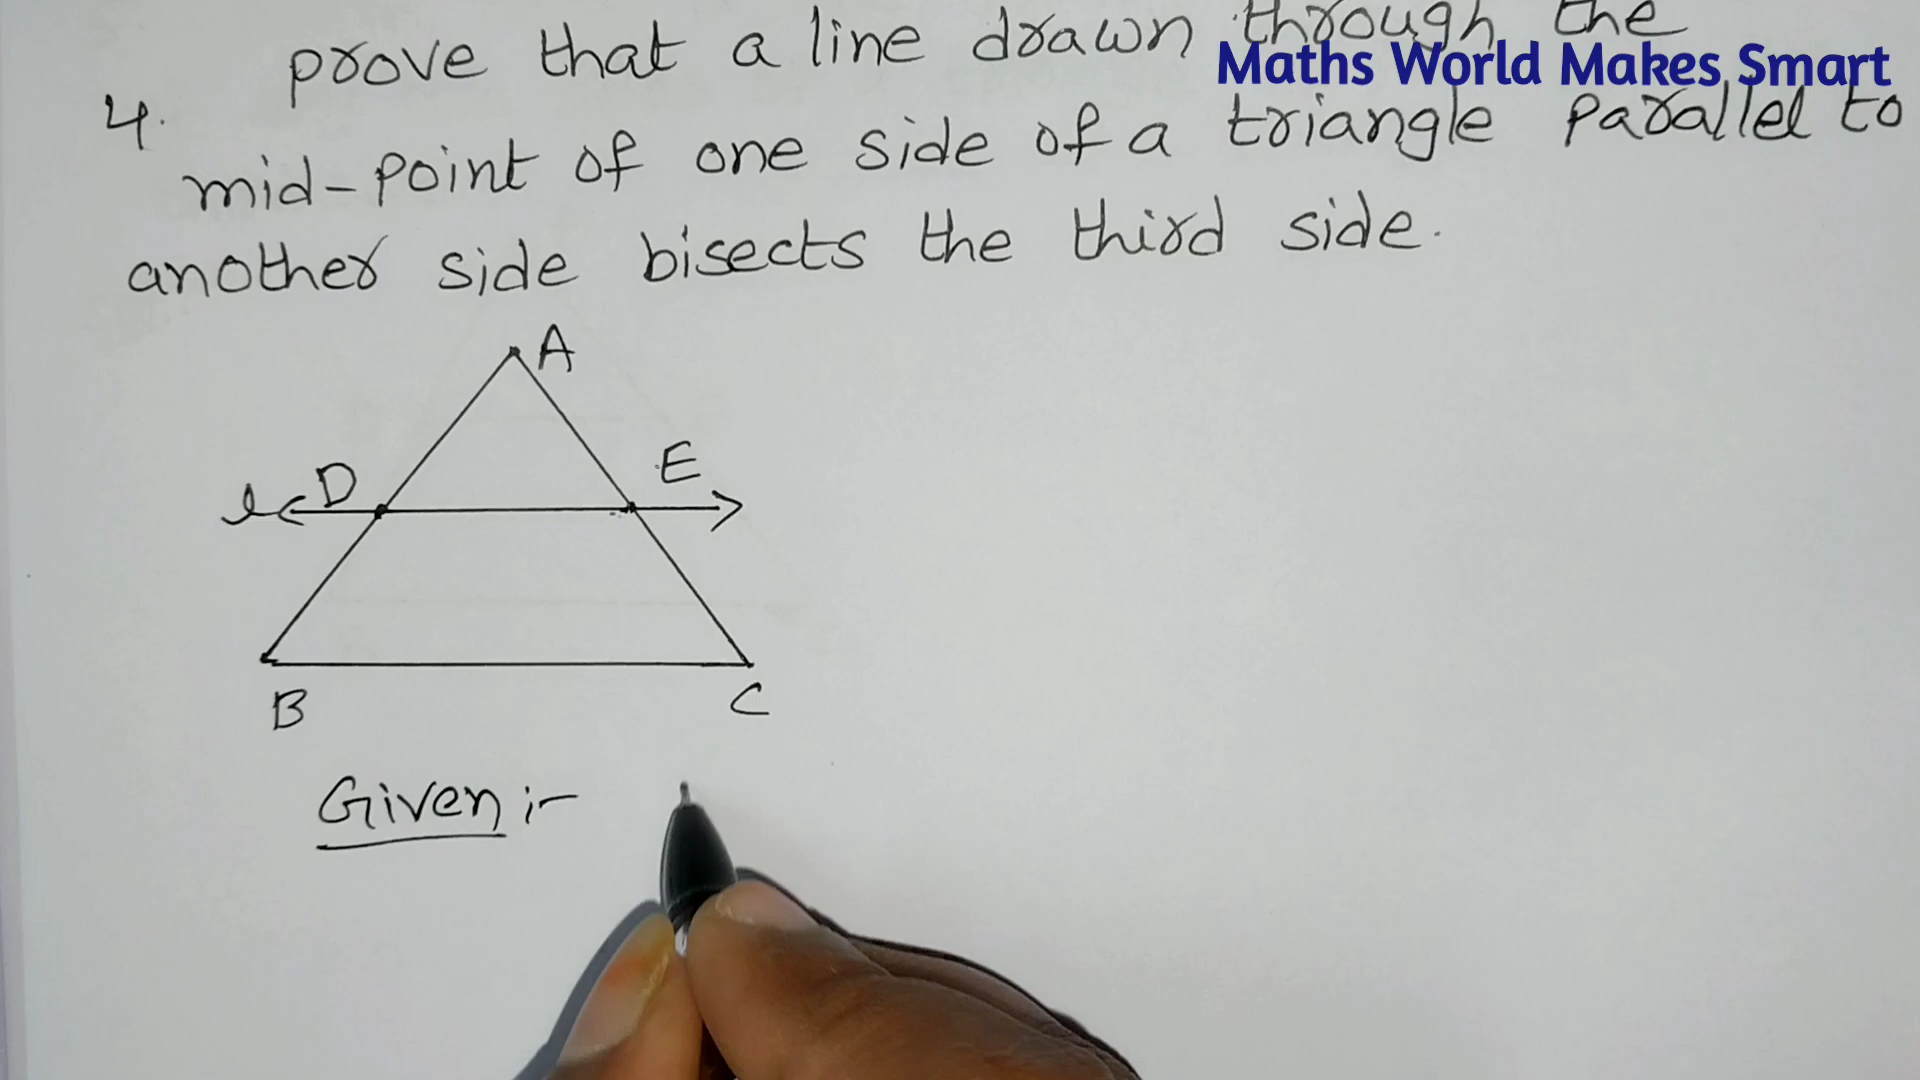 prove that a line drawn through the
Maths World Makes Smart
4.
mid-point of one side of a triangle parallel to
another side bisects the third side.
A
D
E
l
B
C
Given :-